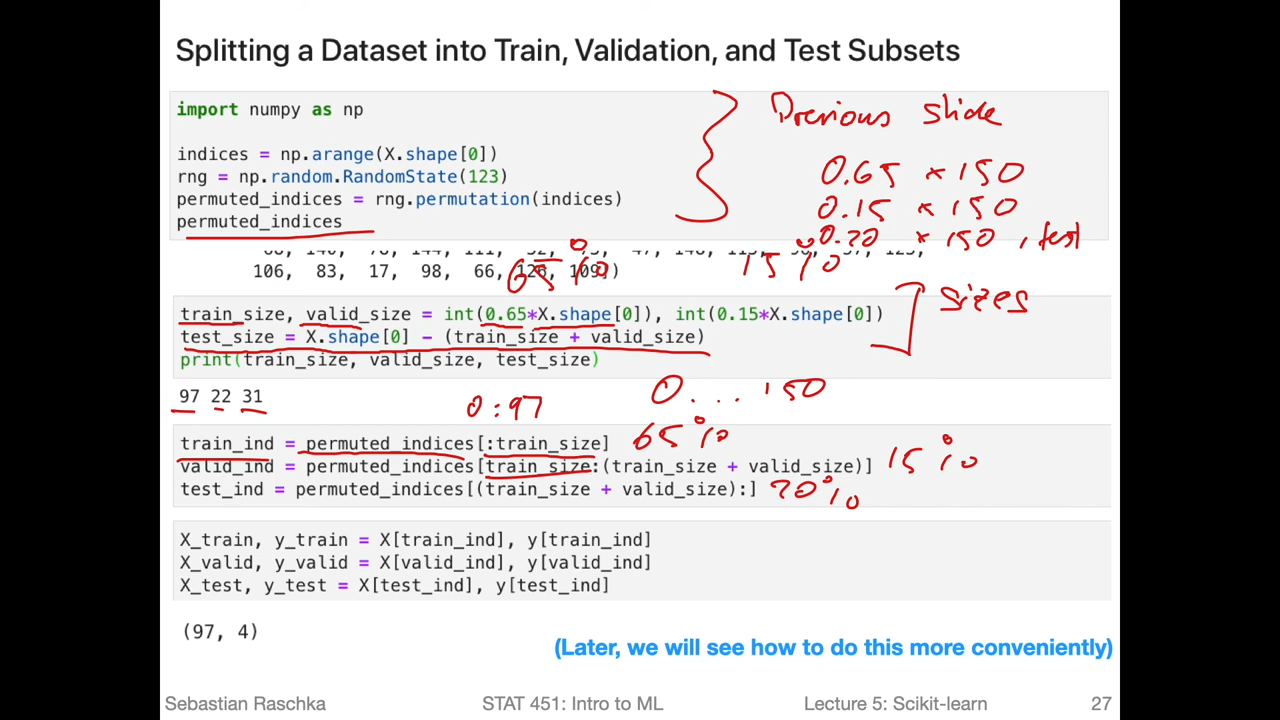 Splitting a Dataset into Train, Validation, and Test Subsets
import numpy as np
indices = np.arange(X.shape[0])
rng = np.random.RandomState(123)
permuted_indices = rng.permutation(indices)
permuted_indices
Previous slide
0.65 × 150
0.15 × 150
0.20 × 150, test
106, 83, 17, 98, 66, 126, 109])
65%
15%
train_size, valid_size = int(0.65*X.shape[0]), int(0.15*X.shape[0])
test_size = X.shape[0] - (train_size + valid_size)
print(train_size, valid_size, test_size)
sizes
97 22 31
0:97
0...150
train_ind = permuted_indices[:train_size]
65%
valid_ind = permuted_indices[train_size:(train_size + valid_size)]
15%
test_ind = permuted_indices[(train_size + valid_size):]
20%
X_train, y_train = X[train_ind], y[train_ind]
X_valid, y_valid = X[valid_ind], y[valid_ind]
X_test, y_test = X[test_ind], y[test_ind]
(97, 4)
(Later, we will see how to do this more conveniently)
Sebastian Raschka
STAT 451: Intro to ML
Lecture 5: Scikit-learn
27